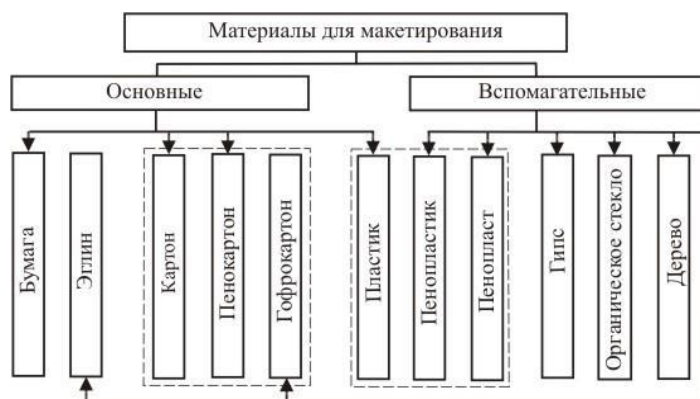 Материалы для макетирования
Основные
Вспомагательные
Бумага
Эглин
Картон
Пенокартон
Гофрокартон
Пластик
Пенопластик
Пенопласт
Гипс
Органическое стекло
Дерево